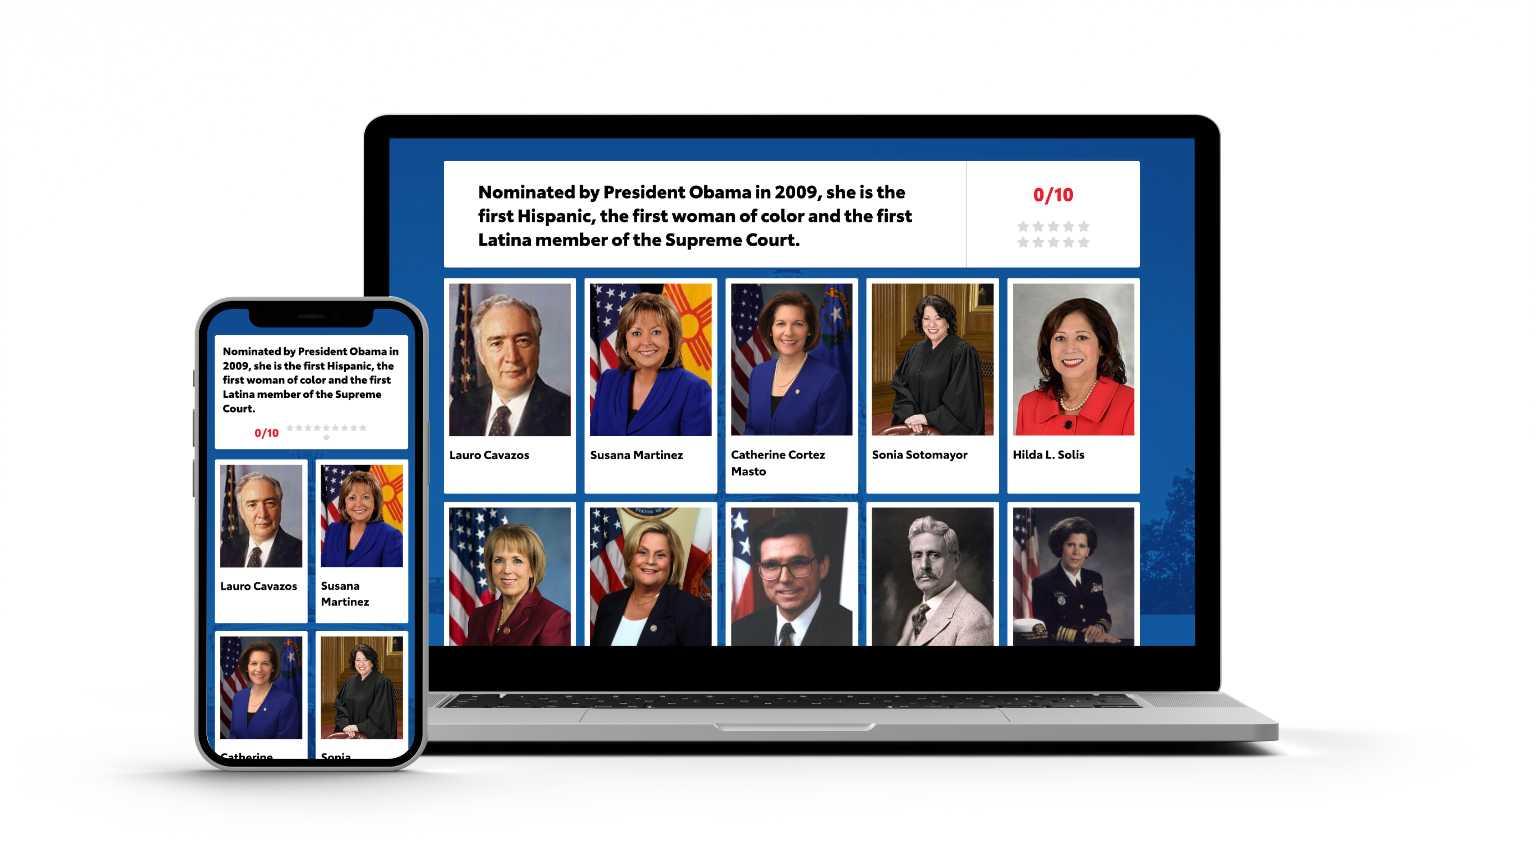 Nominated by President Obama in 2009, she is the
first Hispanic, the first woman of color and the first
Latina member of the Supreme Court.
0/10
Lauro Cavazos
Susana Martinez
Catherine Cortez
Masto
Sonia Sotomayor
Hilda L. Solis
Nominated by President Obama in
2009, she is the first Hispanic, the
first woman of color and the first
Latina member of the Supreme
Court.
0/10
Lauro Cavazos
Susana
Martinez
Catherine
Sonia